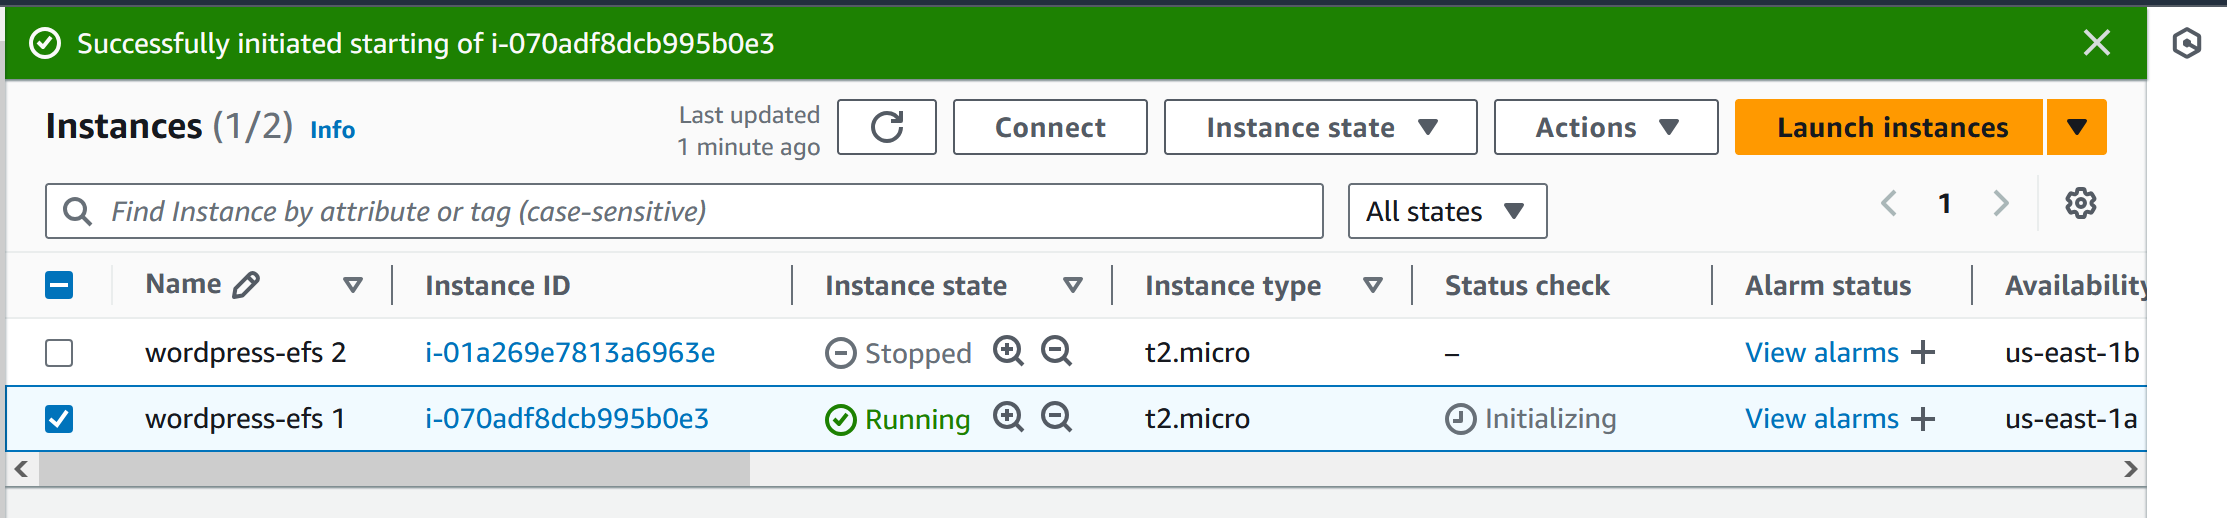 Successfully initiated starting of i-070adf8dcb995b0e3
Instances (1/2) Info
Last updated
1 minute ago
Connect
Instance state
Actions
Launch instances
Find Instance by attribute or tag (case-sensitive)
All states
1
Name Instance ID Instance state Instance type Status check Alarm status Availability
wordpress-efs 2 i-01a269e7813a6963e Stopped t2.micro – View alarms + us-east-1b
wordpress-efs 1 i-070adf8dcb995b0e3 Running t2.micro Initializing View alarms + us-east-1a